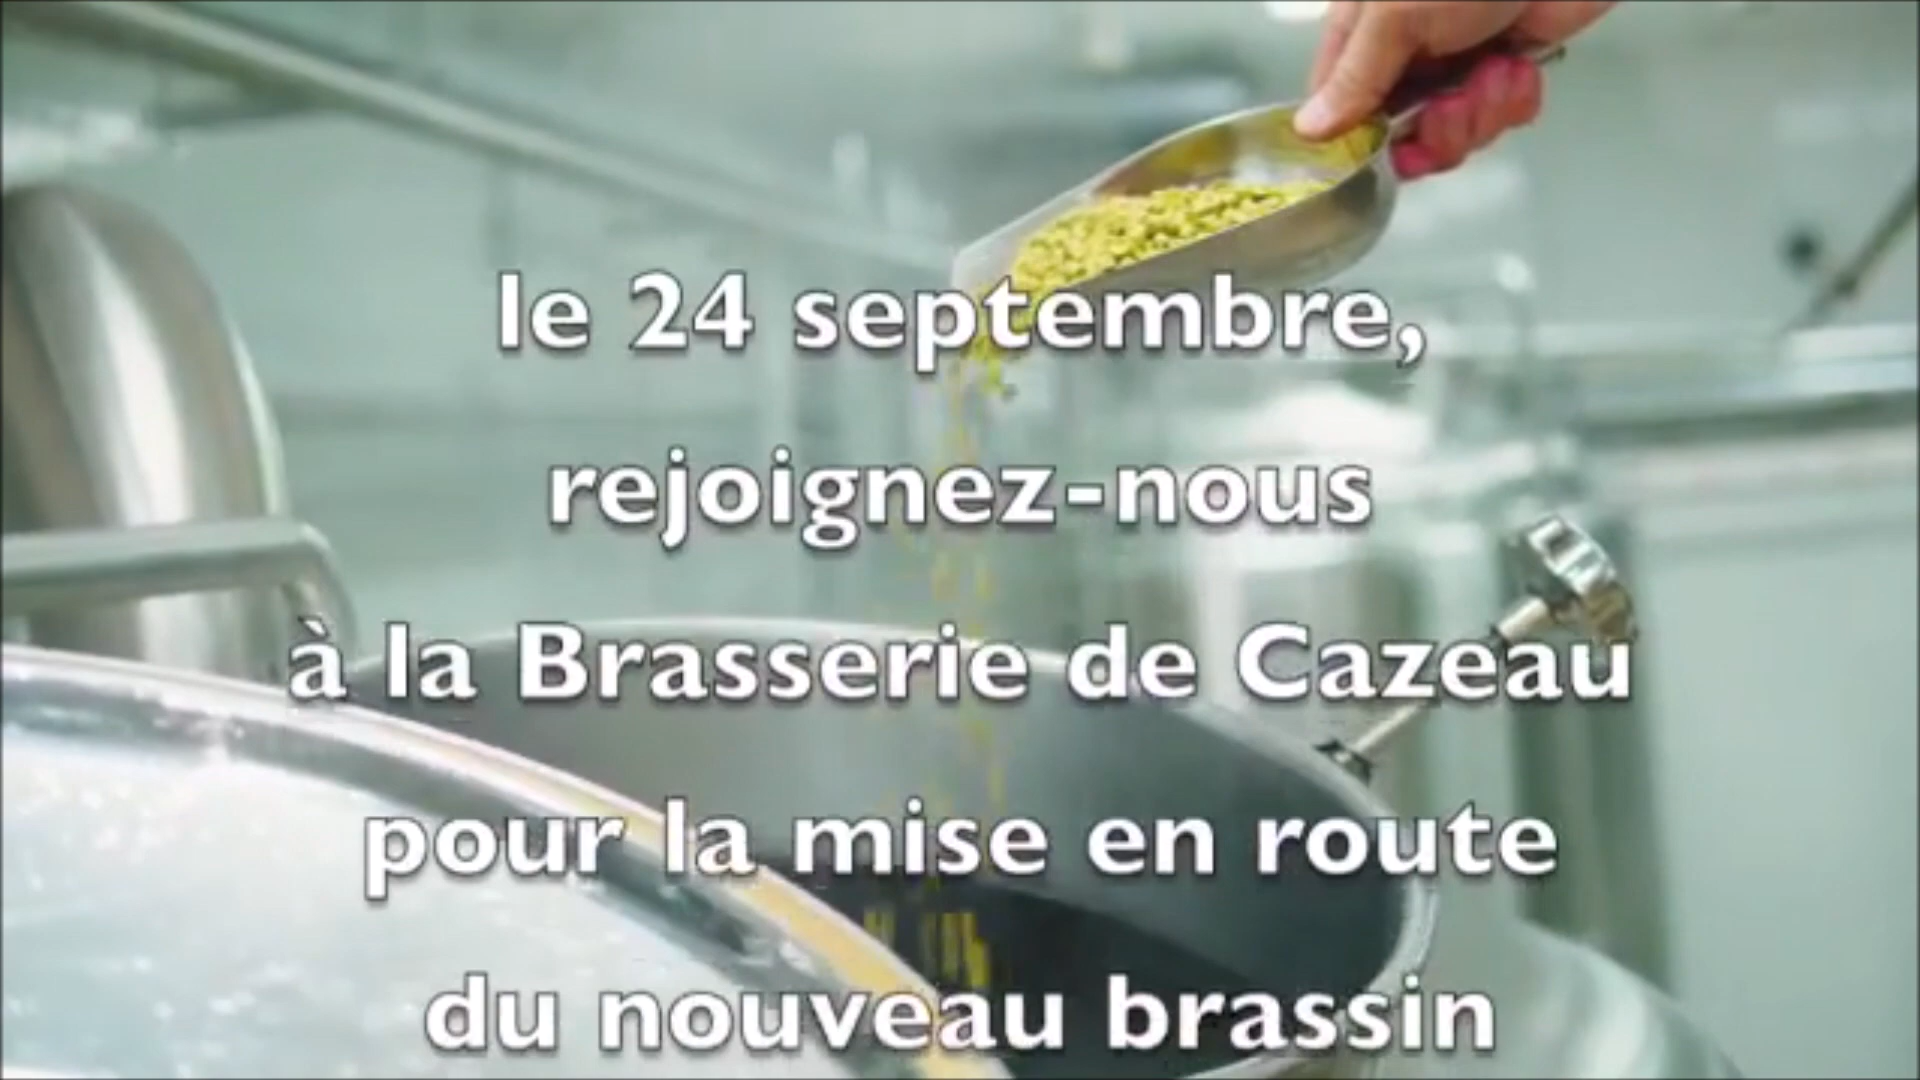 le 24 septembre,
rejoignez-nous
à la Brasserie de Cazeau
pour la mise en route
du nouveau brassin